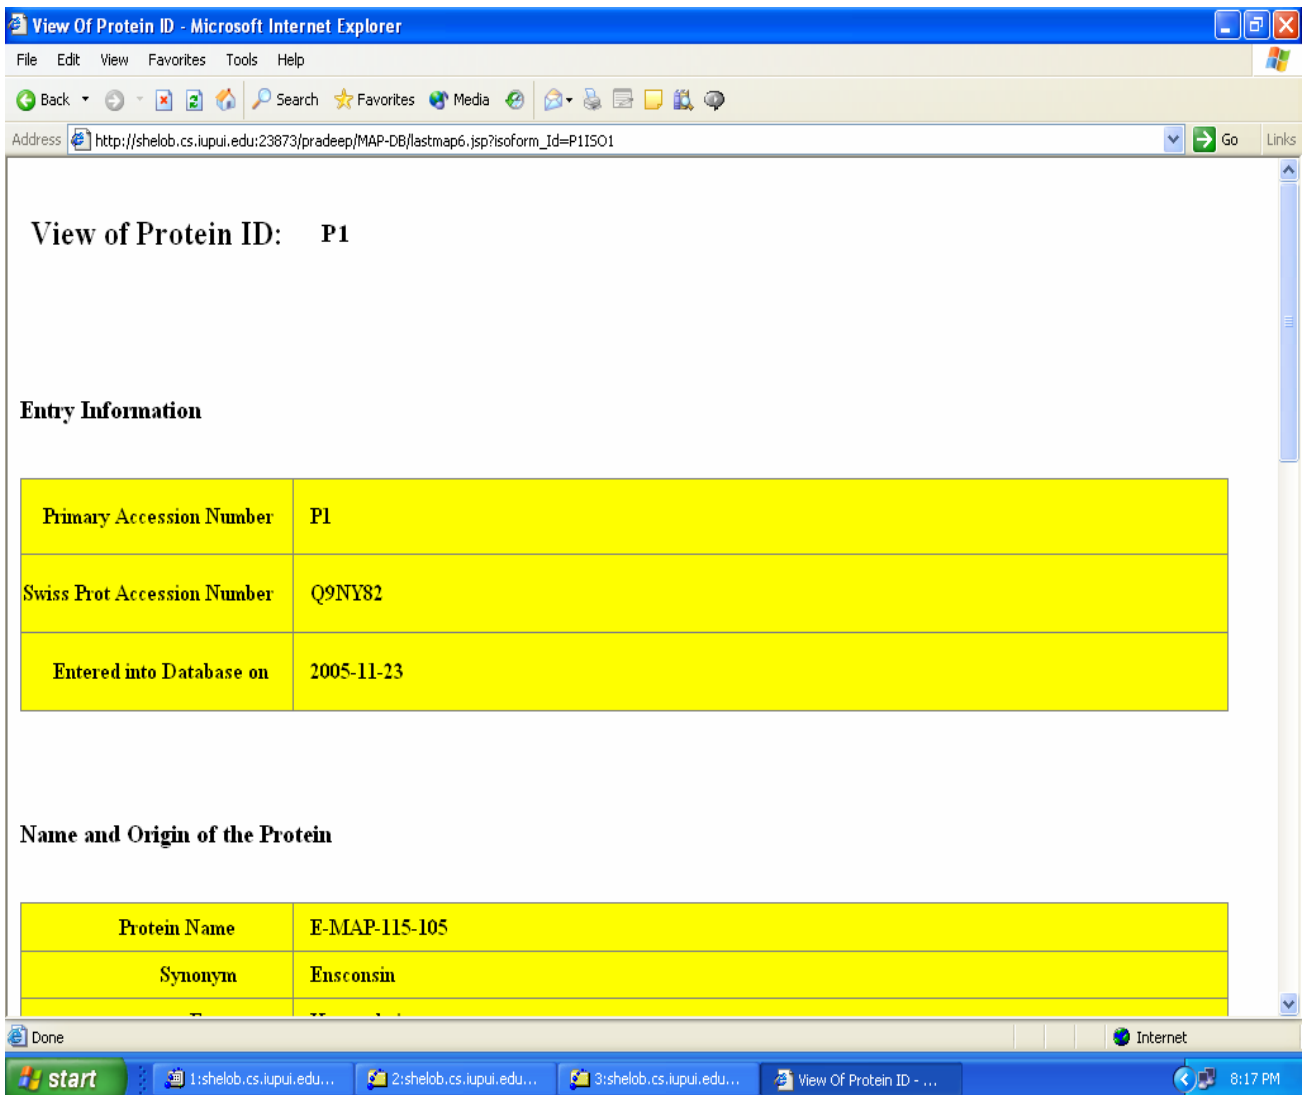 View Of Protein ID - Microsoft Internet Explorer
File Edit View Favorites Tools Help
Back Search Favorites Media
Address http://shelob.cs.iupui.edu:23873/pradeep/MAP-DB/lastmap6.jsp?isoform_Id=P1ISO1 Go Links
View of Protein ID: P1
Entry Information
Primary Accession Number P1
Swiss Prot Accession Number Q9NY82
Entered into Database on 2005-11-23
Name and Origin of the Protein
Protein Name E-MAP-115-105
Synonym Ensconsin
Done Internet
start 1:shelob.cs.iupui.edu... 2:shelob.cs.iupui.edu... 3:shelob.cs.iupui.edu... View Of Protein ID - ... 8:17 PM